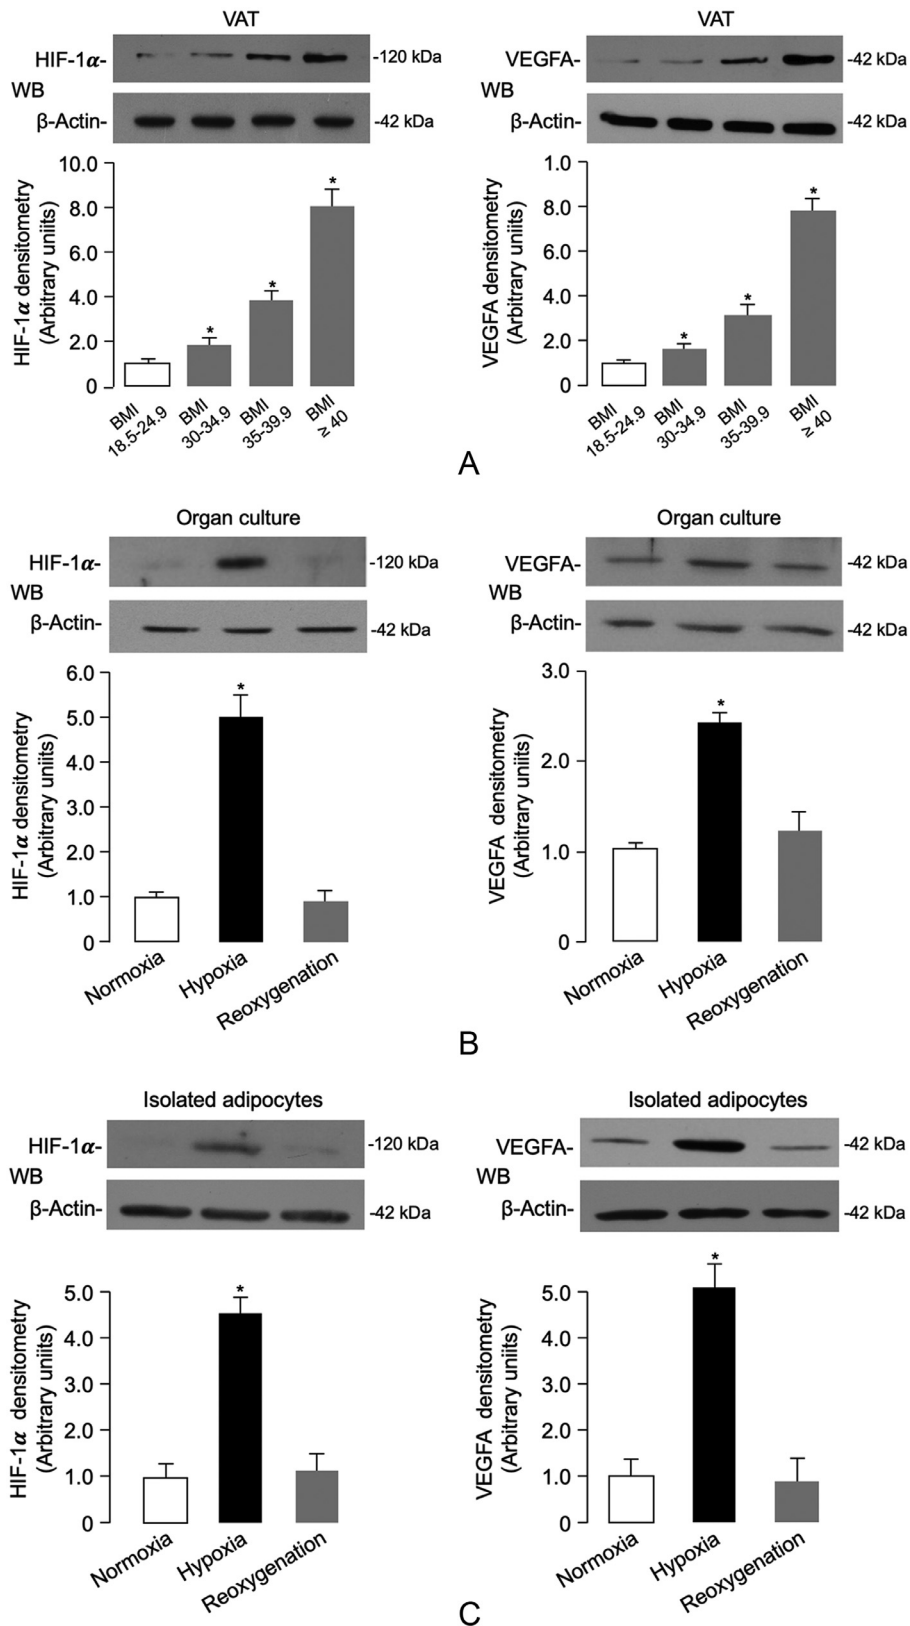 VAT
HIF-1α-
-120 kDa
WB
β-Actin-
-42 kDa
HIF-1α densitometry
(Arbitrary uniits)
10.0
8.0
6.0
4.0
2.0
0
*
*
*
BMI
18.5-24.9
BMI
30-34.9
BMI
35-39.9
BMI
≥ 40
VAT
VEGFA-
-42 kDa
WB
β-Actin-
-42 kDa
VEGFA densitometry
(Arbitrary uniits)
1.0
8.0
6.0
4.0
2.0
0
*
*
*
BMI
18.5-24.9
BMI
30-34.9
BMI
35-39.9
BMI
≥ 40
A
Organ culture
HIF-1α-
-120 kDa
WB
β-Actin-
-42 kDa
HIF-1α densitometry
(Arbitrary uniits)
6.0
5.0
4.0
3.0
2.0
1.0
0
*
Normoxia
Hypoxia
Reoxygenation
Organ culture
VEGFA-
-42 kDa
WB
β-Actin-
-42 kDa
VEGFA densitometry
(Arbitrary uniits)
3.0
2.0
1.0
0
*
Normoxia
Hypoxia
Reoxygenation
B
Isolated adipocytes
HIF-1α-
-120 kDa
WB
β-Actin-
-42 kDa
HIF-1α densitometry
(Arbitrary uniits)
5.0
4.0
3.0
2.0
1.0
0
*
Normoxia
Hypoxia
Reoxygenation
Isolated adipocytes
VEGFA-
-42 kDa
WB
β-Actin-
-42 kDa
VEGFA densitometry
(Arbitrary uniits)
5.0
4.0
3.0
2.0
1.0
0
*
Normoxia
Hypoxia
Reoxygenation
C